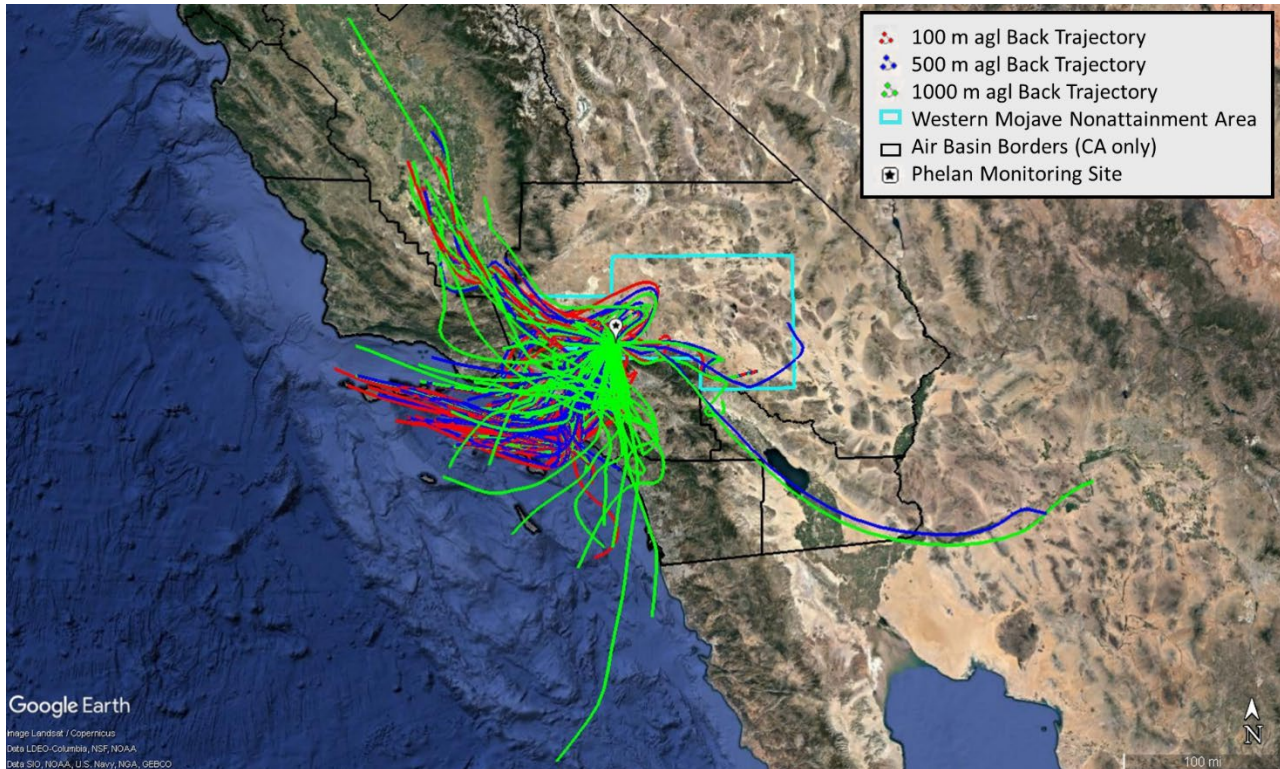 100 m agl Back Trajectory
500 m agl Back Trajectory
1000 m agl Back Trajectory
Western Mojave Nonattainment Area
Air Basin Borders (CA only)
Phelan Monitoring Site
Google Earth
Image Landsat / Copernicus
Data LDEO-Columbia, NSF, NOAA
Data SIO, NOAA, U.S. Navy, NGA, GEBCO
N
100 mi